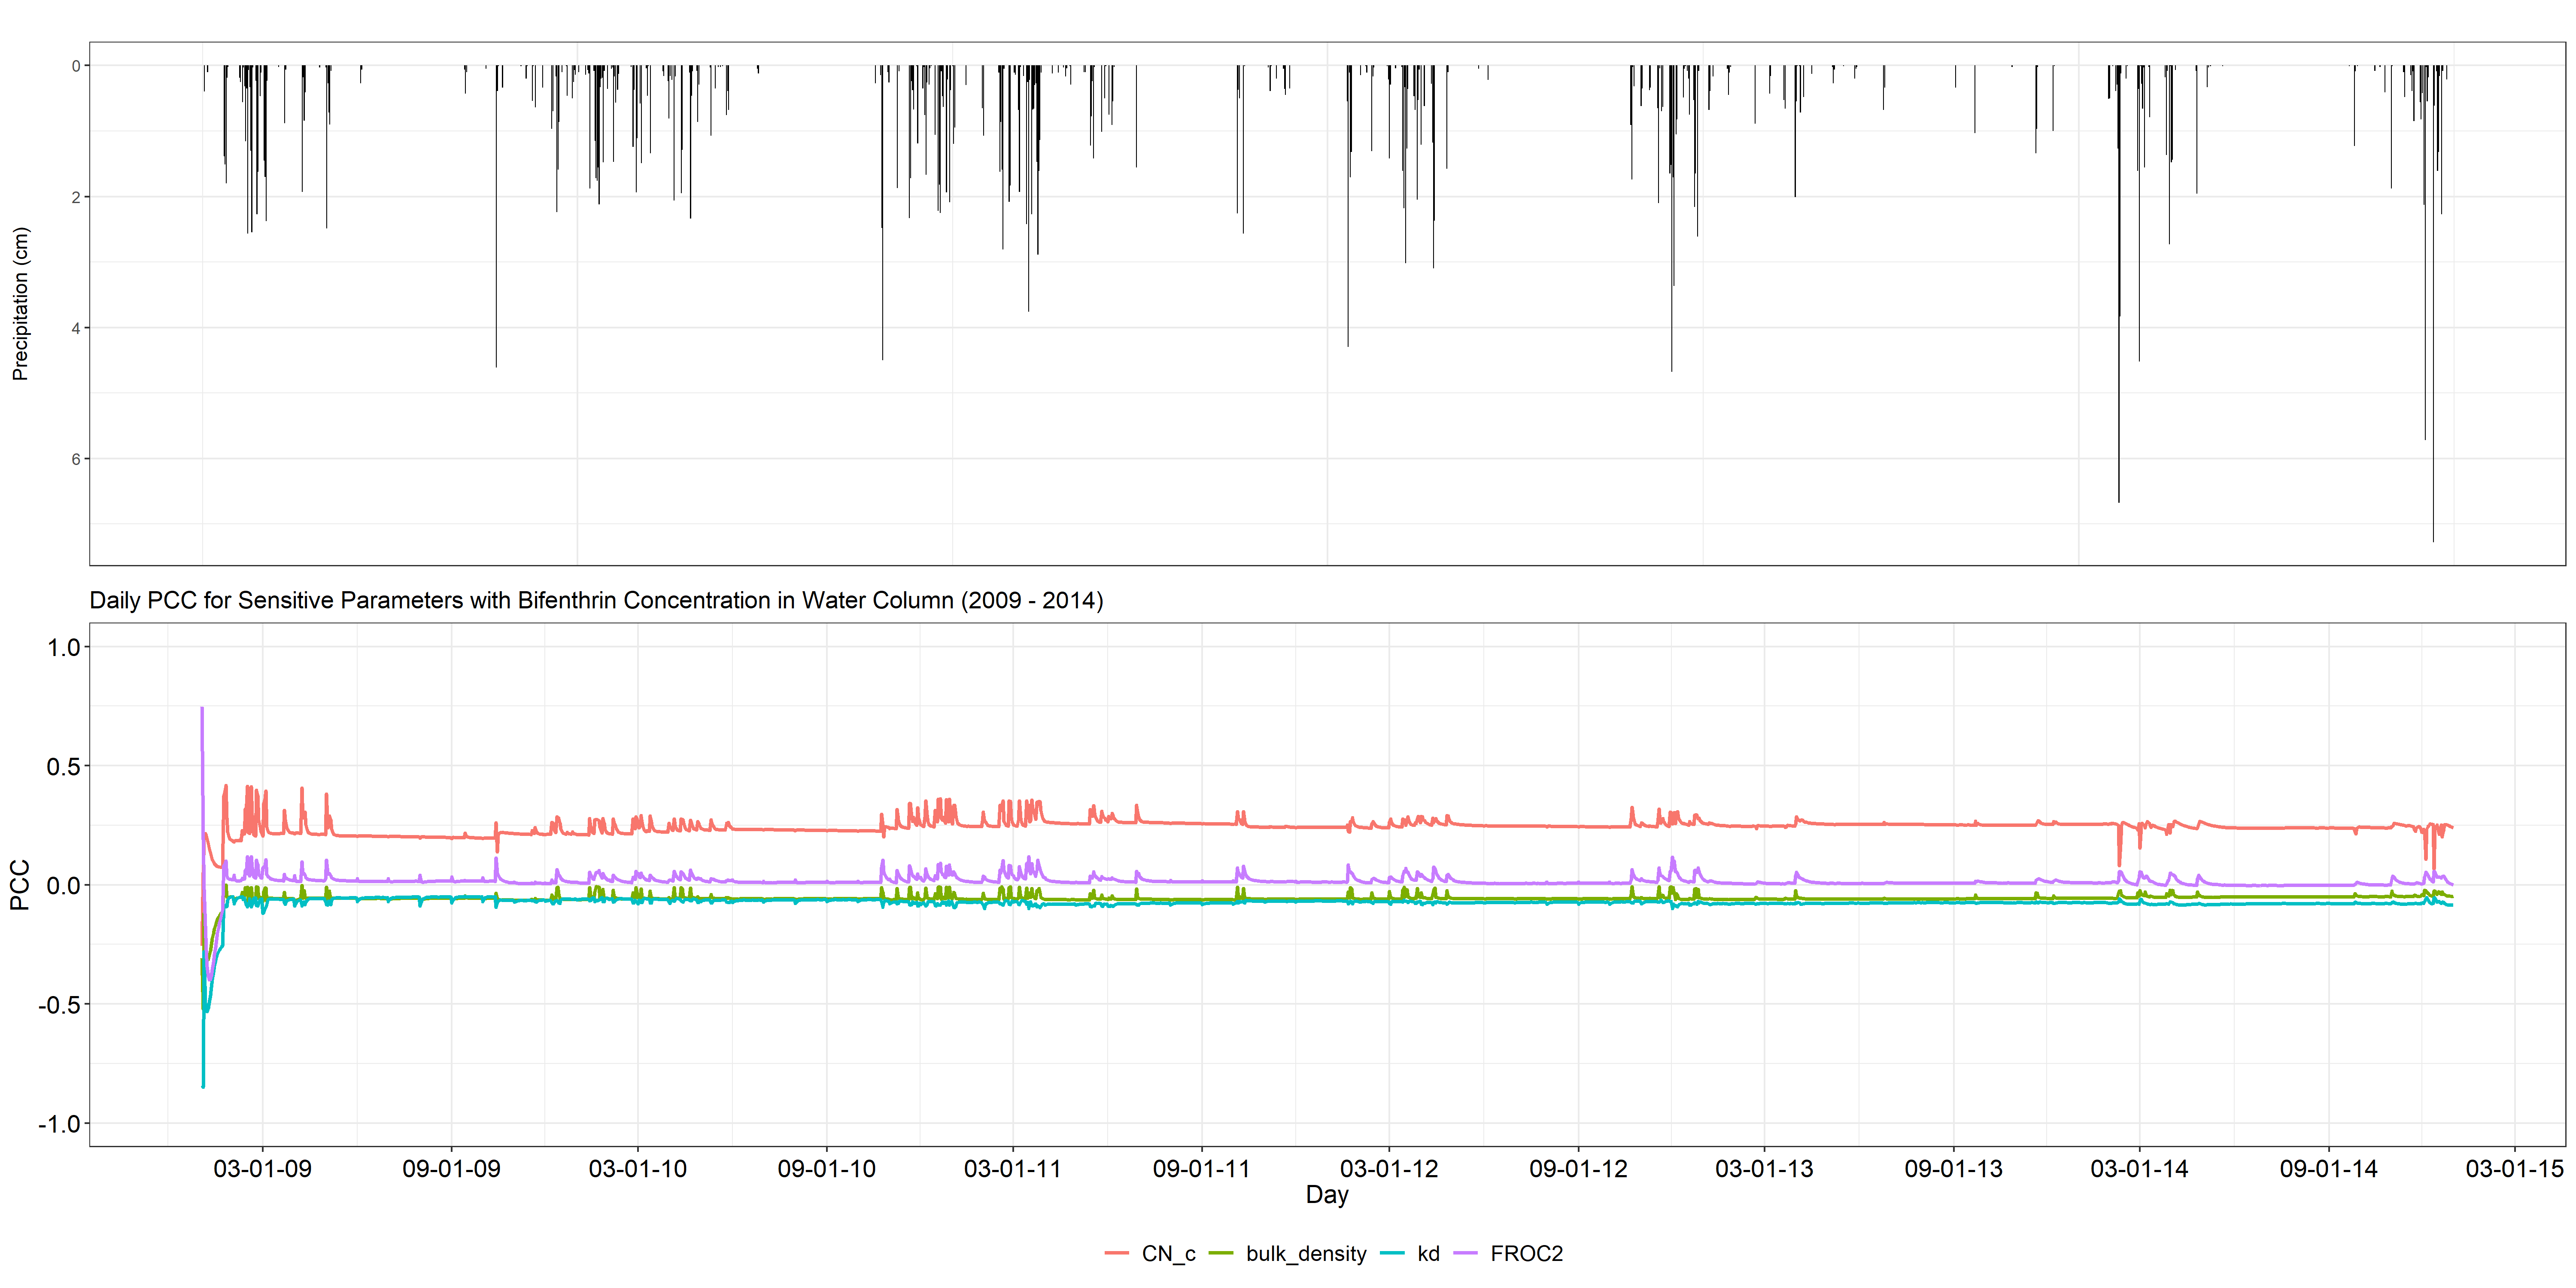 0
2
4
6
Precipitation (cm)
Daily PCC for Sensitive Parameters with Bifenthrin Concentration in Water Column (2009 - 2014)
1.0
0.5
0.0
-0.5
-1.0
PCC
03-01-09 09-01-09 03-01-10 09-01-10 03-01-11 09-01-11 03-01-12 09-01-12 03-01-13 09-01-13 03-01-14 09-01-14 03-01-15
Day
CN_c bulk_density kd FROC2